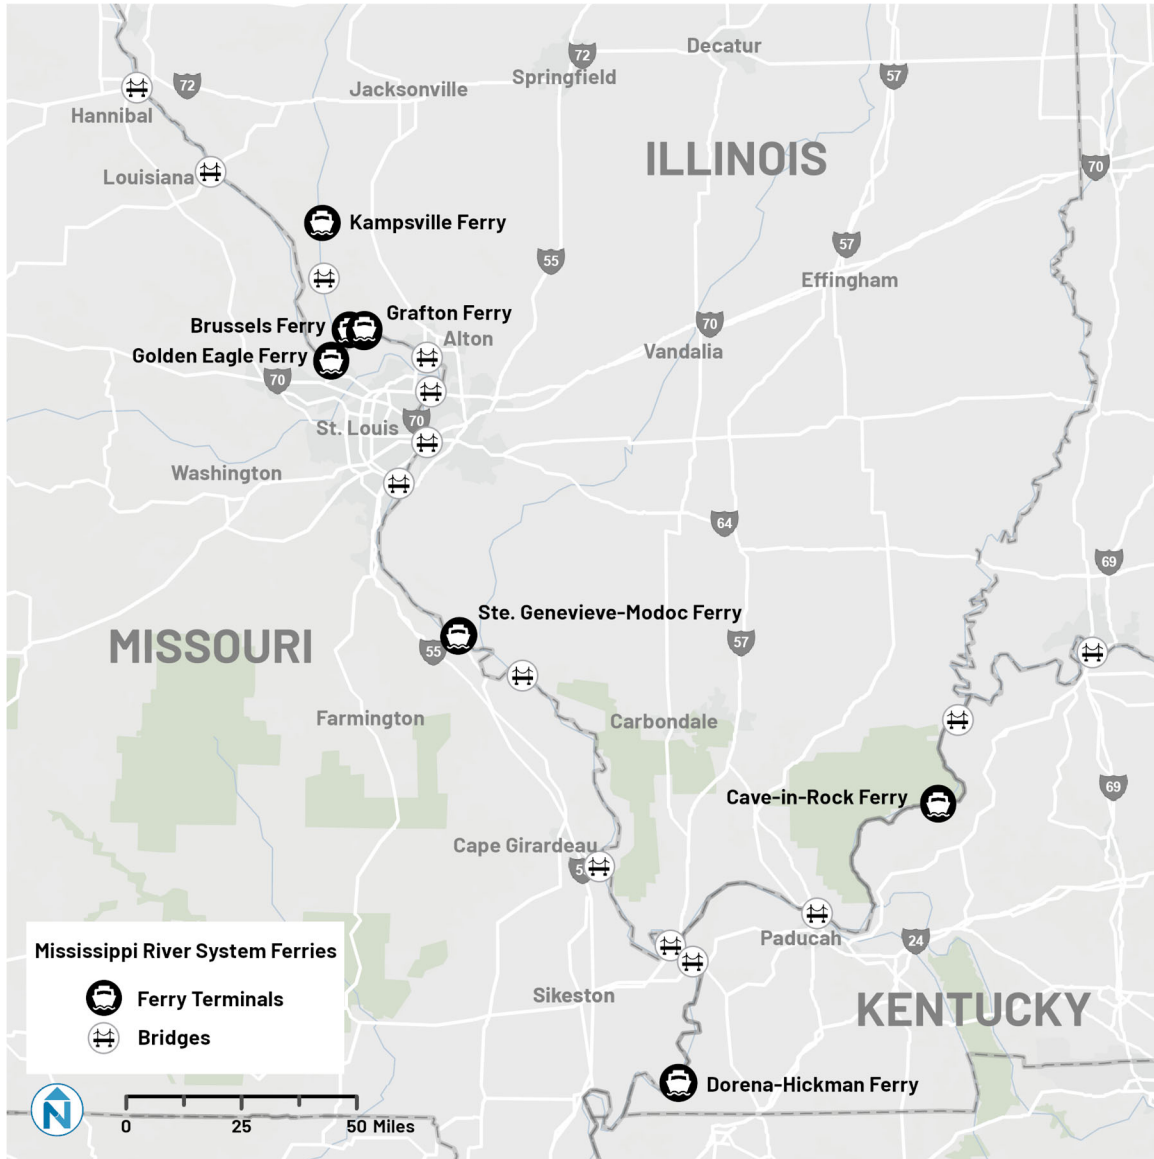 Decatur
72
Springfield
57
72
Jacksonville
Hannibal
ILLINOIS
70
Louisiana
Kampsville Ferry
57
55
Effingham
Grafton Ferry
Brussels Ferry
70
Alton
Vandalia
Golden Eagle Ferry
70
70
St. Louis
Washington
64
69
Ste. Genevieve-Modoc Ferry
MISSOURI
55
57
Farmington
Carbondale
69
Cave-in-Rock Ferry
Cape Girardeau
5
Paducah
24
Mississippi River System Ferries
Ferry Terminals
Bridges
Sikeston
KENTUCKY
Dorena-Hickman Ferry
N
0 25 50 Miles